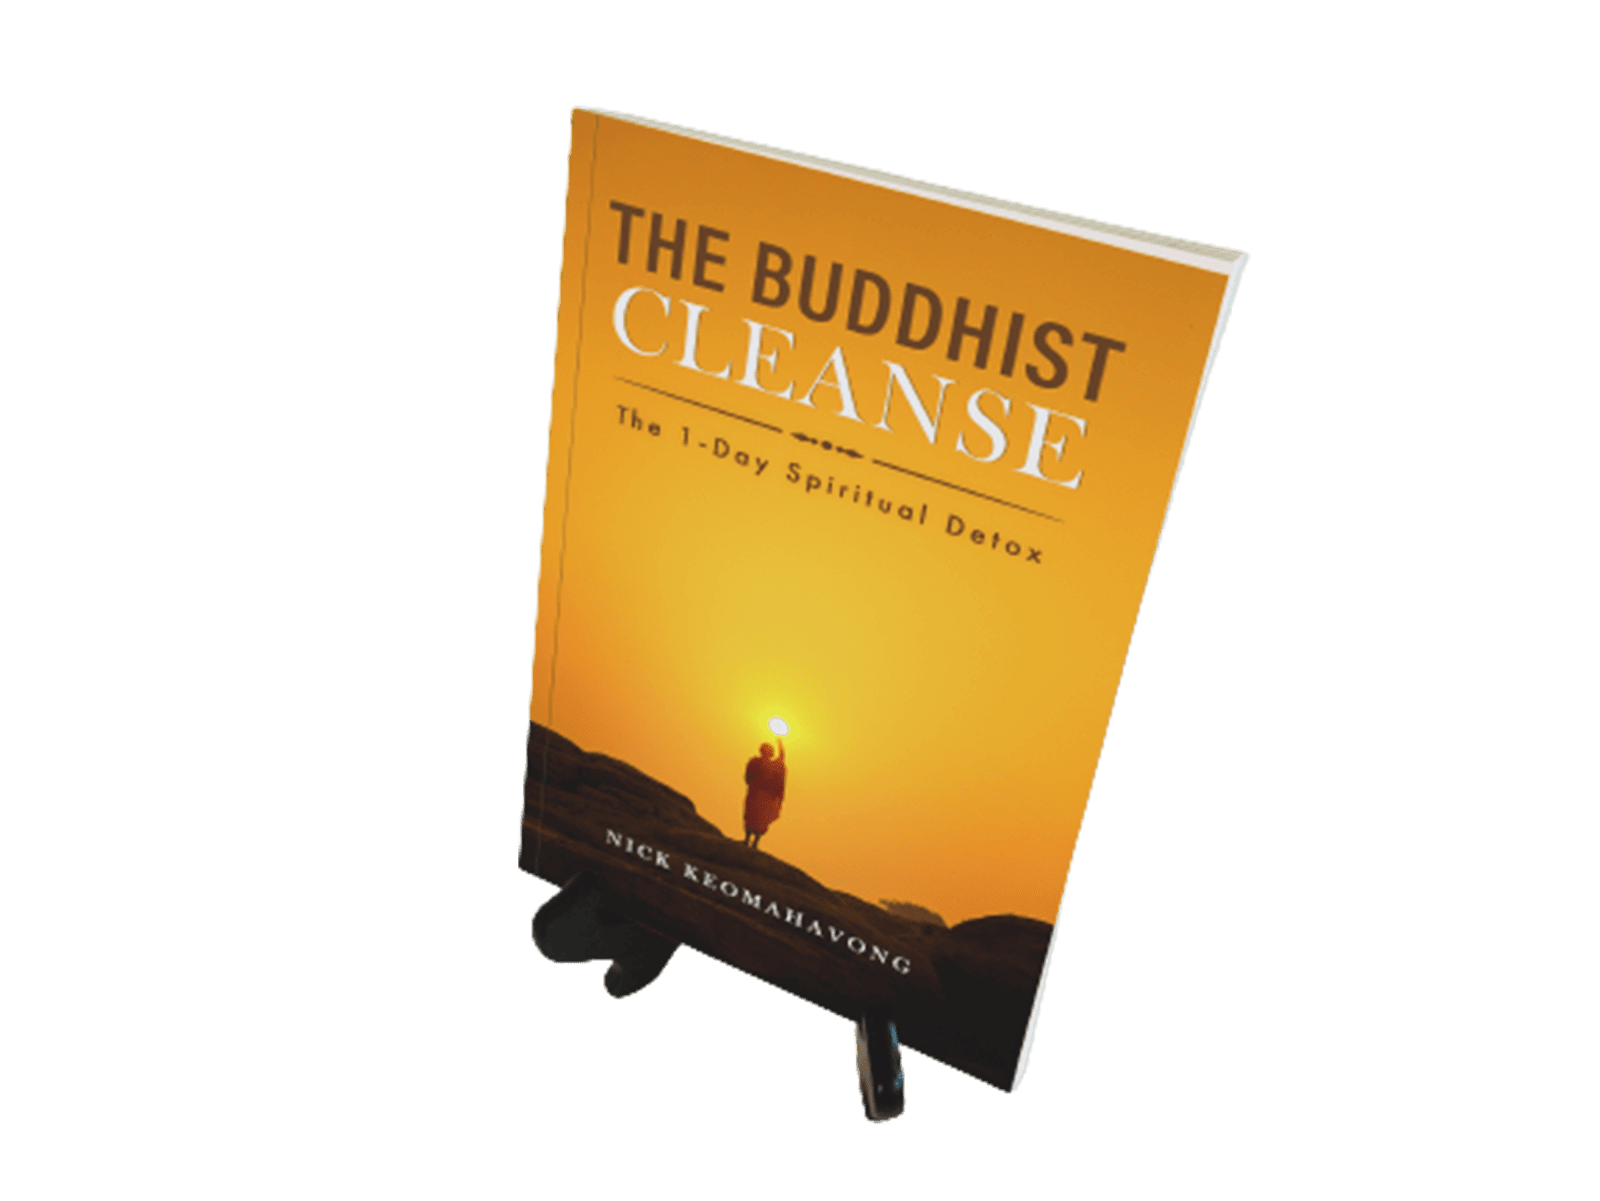 THE BUDDHIST
CLEANSE
The 1-Day Spiritual Detox
NICK KEOMAHAVONG